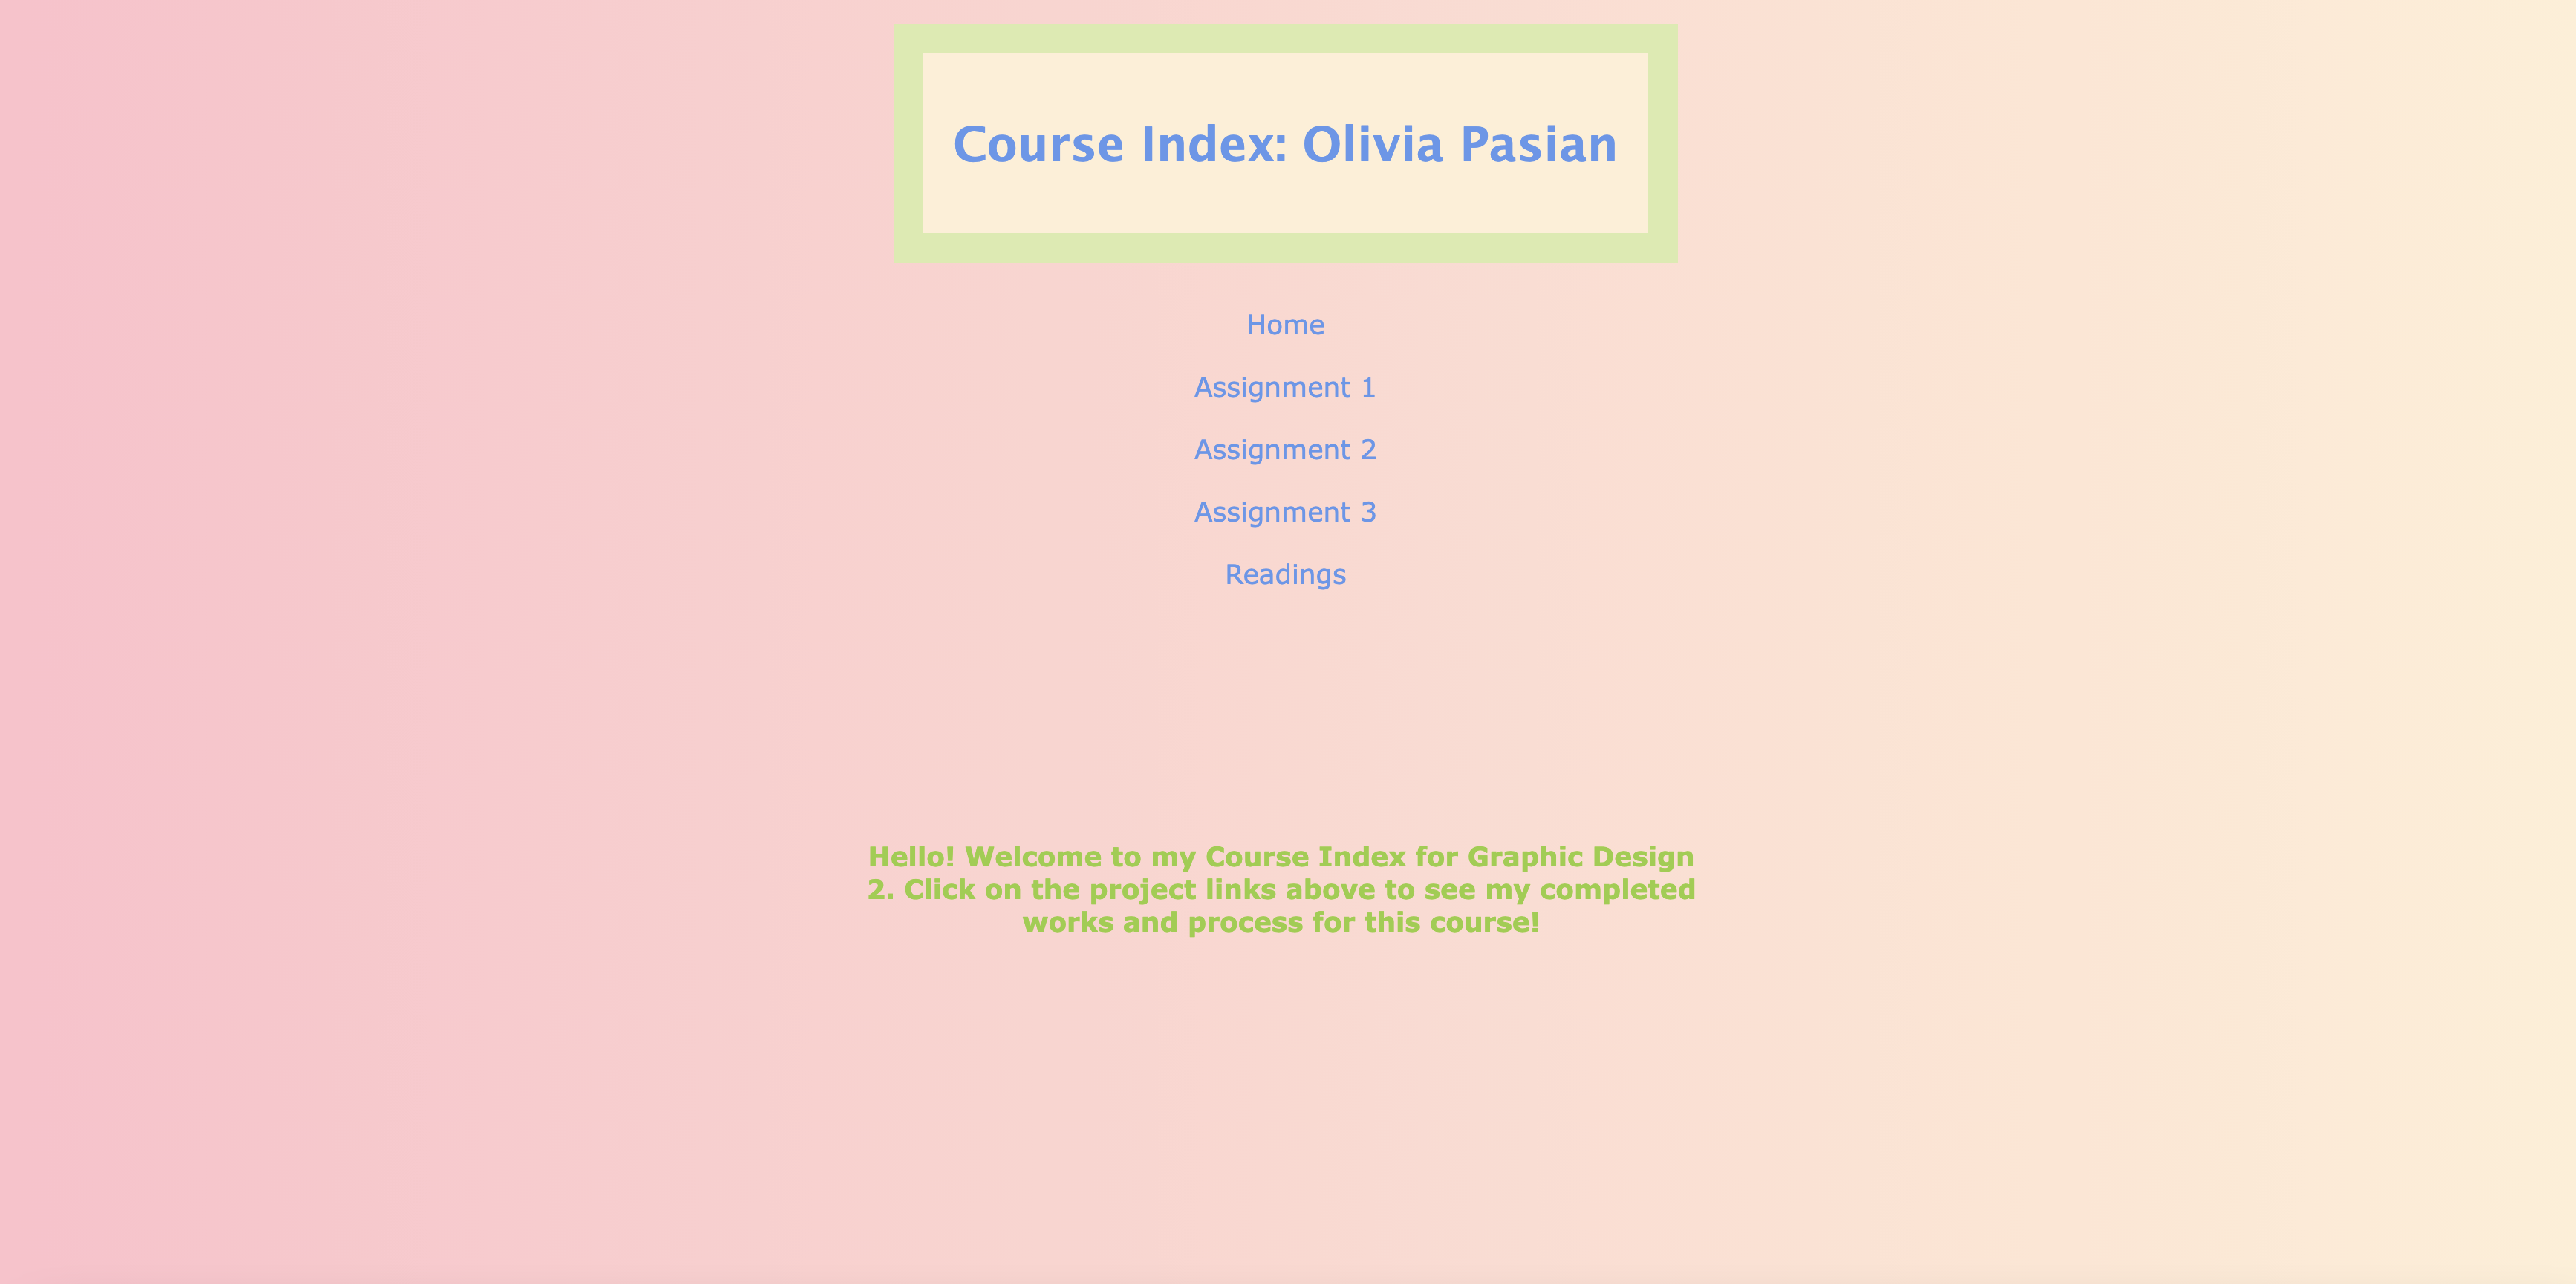 Course Index: Olivia Pasian
Home
Assignment 1
Assignment 2
Assignment 3
Readings
Hello! Welcome to my Course Index for Graphic Design
2. Click on the project links above to see my completed
works and process for this course!